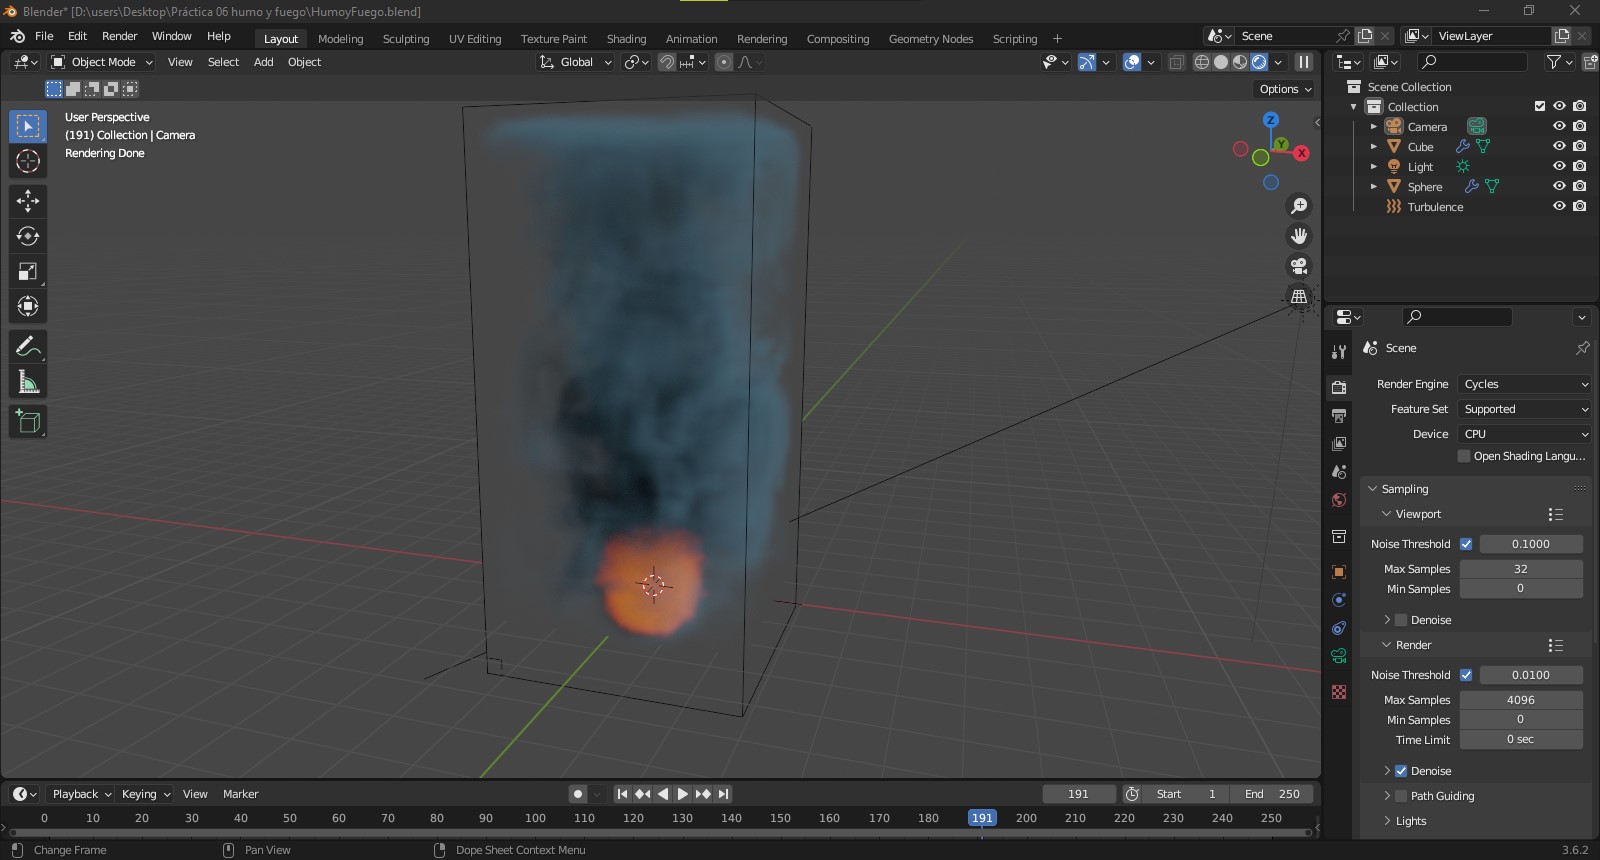 Blender* [D:\users\Desktop\Práctica 06 humo y fuego\HumoyFuego.blend]
File Edit Render Window Help Layout Modeling Sculpting UV Editing Texture Paint Shading Animation Rendering Compositing Geometry Nodes Scripting + Scene ViewLayer
Object Mode View Select Add Object Global
Options
User Perspective
(191) Collection | Camera
Rendering Done
Z
Y
X
Scene Collection
Collection
Camera
Cube
Light
Sphere
Turbulence
Scene
Render Engine Cycles
Feature Set Supported
Device CPU
Open Shading Langu...
Sampling
Viewport
Noise Threshold 0.1000
Max Samples 32
Min Samples 0
Denoise
Render
Noise Threshold 0.0100
Max Samples 4096
Min Samples 0
Time Limit 0 sec
Denoise
Path Guiding
Lights
Playback Keying View Marker 191 Start 1 End 250
0 10 20 30 40 50 60 70 80 90 100 110 120 130 140 150 160 170 180 191 200 210 220 230 240 250
Change Frame Pan View Dope Sheet Context Menu 3.6.2